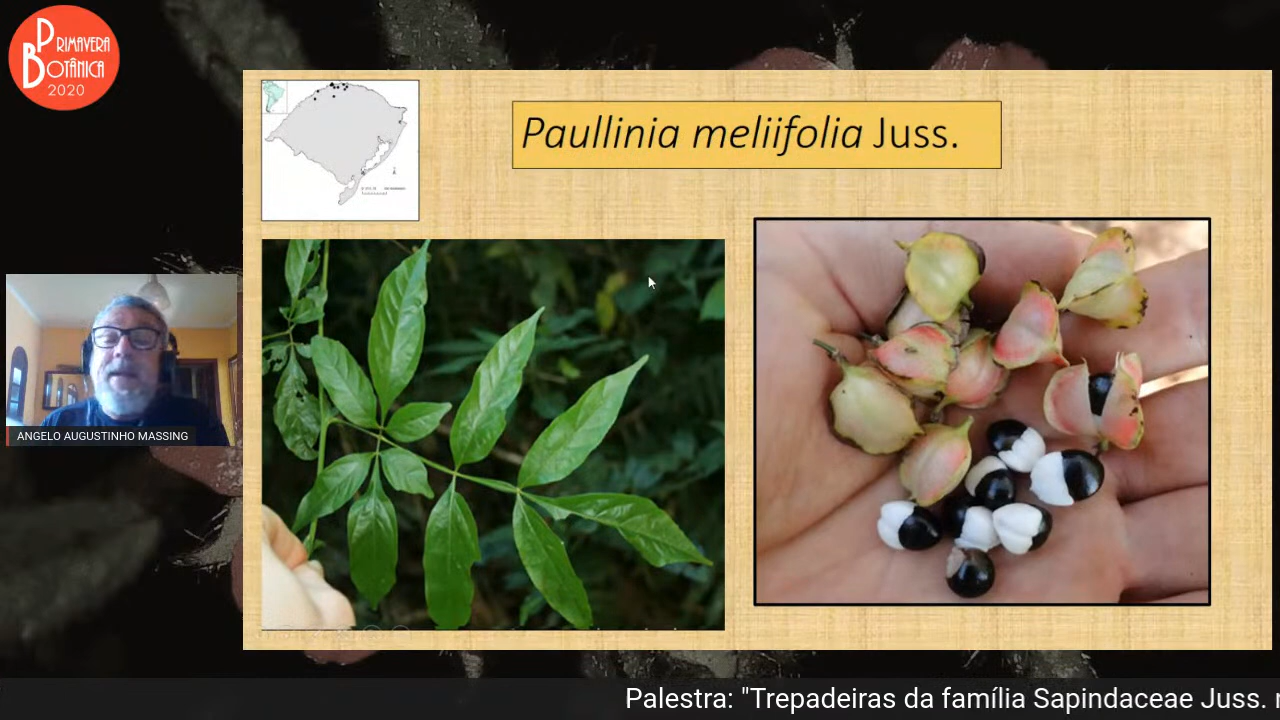 PRIMAVERA
BOTÂNICA
2020
Paullinia meliifolia Juss.
ANGELO AUGUSTINHO MASSING
Palestra: "Trepadeiras da família Sapindaceae Juss.